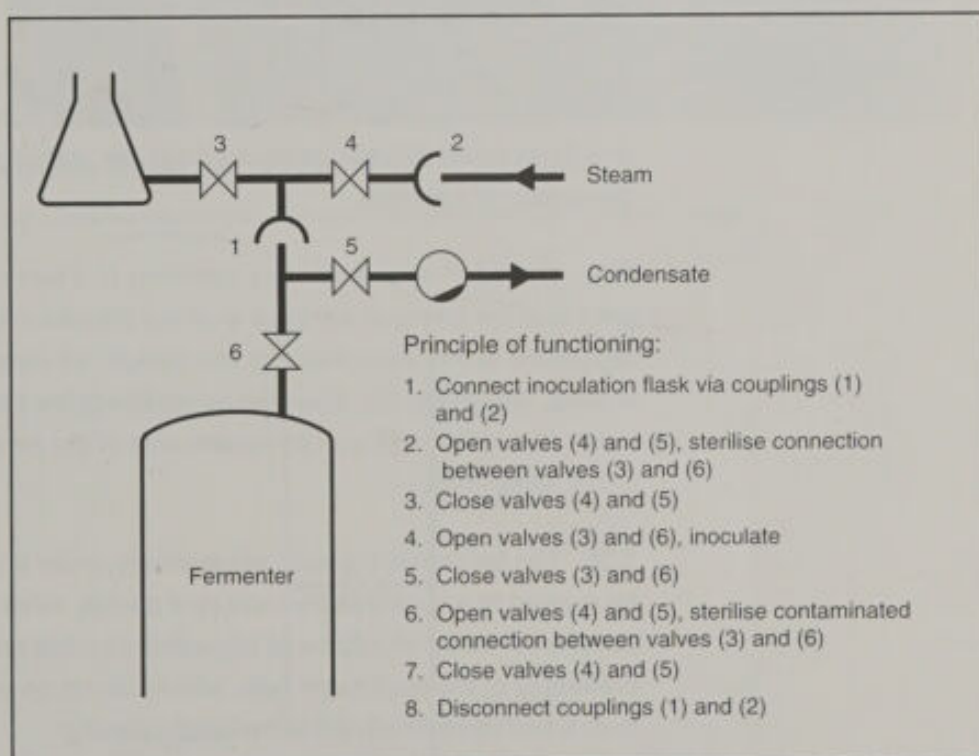 3
4
2
Steam
1
5
Condensate
6
Principle of functioning:
1. Connect inoculation flask via couplings (1)
and (2)
2. Open valves (4) and (5), sterilise connection
between valves (3) and (6)
3. Close valves (4) and (5)
4. Open valves (3) and (6), inoculate
5. Close valves (3) and (6)
Fermenter
6. Open valves (4) and (5), sterilise contaminated
connection between valves (3) and (6)
7. Close valves (4) and (5)
8. Disconnect couplings (1) and (2)